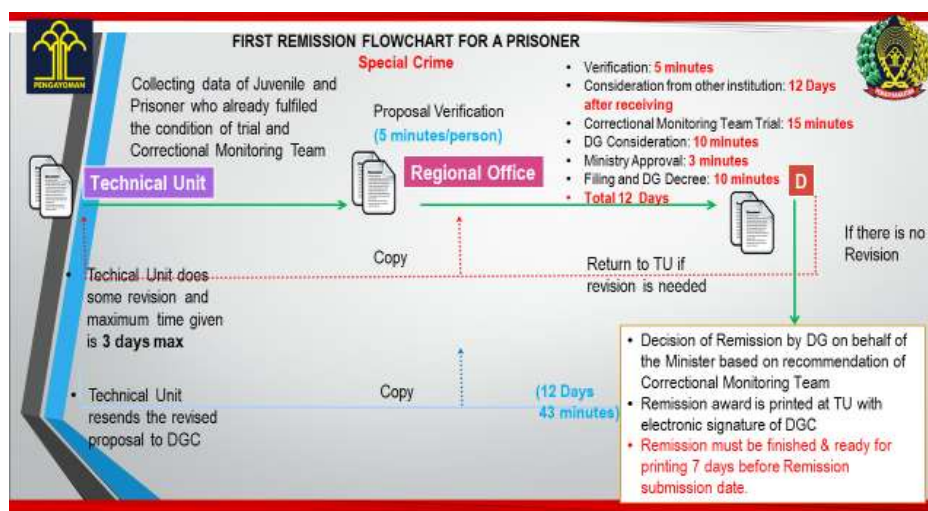 FIRST REMISSION FLOWCHART FOR A PRISONER
Special Crime
PENGAYOMAN
Collecting data of Juvenile and
Prisoner who already fulfiled
the condition of trial and
Correctional Monitoring Team
Proposal Verification
(5 minutes/person)
• Verification: 5 minutes
• Consideration from other institution: 12 Days
after receiving
• Correctional Monitoring Team Trial: 15 minutes
• DG Consideration: 10 minutes
• Ministry Approval: 3 minutes
• Filing and DG Decree: 10 minutes
• Total 12 Days
Technical Unit
Regional Office
D
If there is no
Revision
Copy
Return to TU if
revision is needed
• Techical Unit does
some revision and
maximum time given
is 3 days max
• Technical Unit
resends the revised
proposal to DGC
Copy
(12 Days
43 minutes)
• Decision of Remission by DG on behalf of
the Minister based on recommendation of
Correctional Monitoring Team
• Remission award is printed at TU with
electronic signature of DGC
• Remission must be finished & ready for
printing 7 days before Remission
submission date.